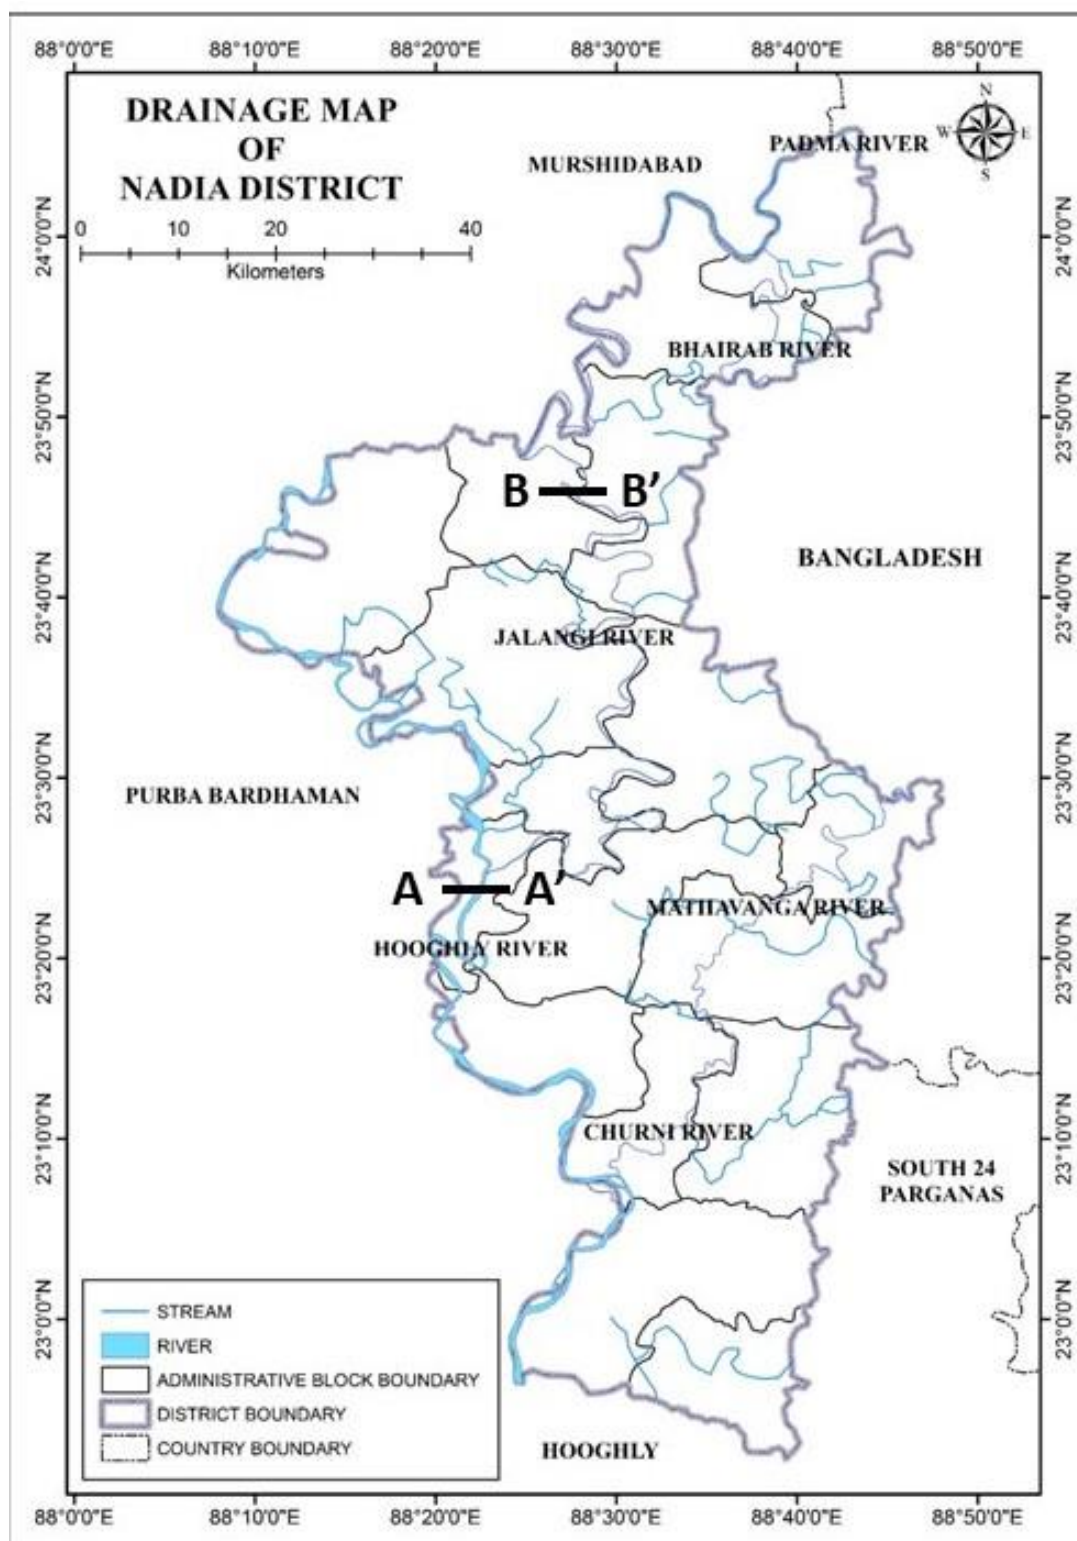 88°0'0"E 88°10'0"E 88°20'0"E 88°30'0"E 88°40'0"E 88°50'0"E
DRAINAGE MAP
OF
NADIA DISTRICT
0 10 20 40
Kilometers
N
W E
S
PADMA RIVER
MURSHIDABAD
24°0'0"N 24°0'0"N
BHAIRAB RIVER
23°50'0"N 23°50'0"N
B B'
BANGLADESH
23°40'0"N 23°40'0"N
JALANGI RIVER
23°30'0"N 23°30'0"N
PURBA BARDHAMAN
A A'
MATHAVANGA RIVER
HOOGHLY RIVER
23°20'0"N 23°20'0"N
23°10'0"N 23°10'0"N
CHURNI RIVER
SOUTH 24
PARGANAS
23°0'0"N 23°0'0"N
STREAM
RIVER
ADMINISTRATIVE BLOCK BOUNDARY
DISTRICT BOUNDARY
COUNTRY BOUNDARY
HOOGHLY
88°0'0"E 88°10'0"E 88°20'0"E 88°30'0"E 88°40'0"E 88°50'0"E